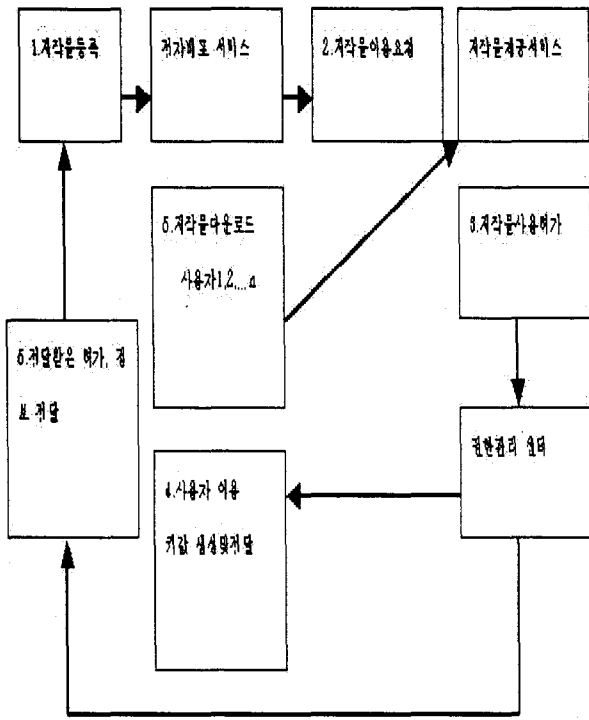 1.저작물등록
전자배포 서비스
2.저작물이용요청
저작물제공서비스
5.저작물다운로드
사용자1,2,...n
3.저작물사용허가
6.전달받은 허가, 정
보 전달
권한관리 센터
4.사용자 이용
키값 생성및전달